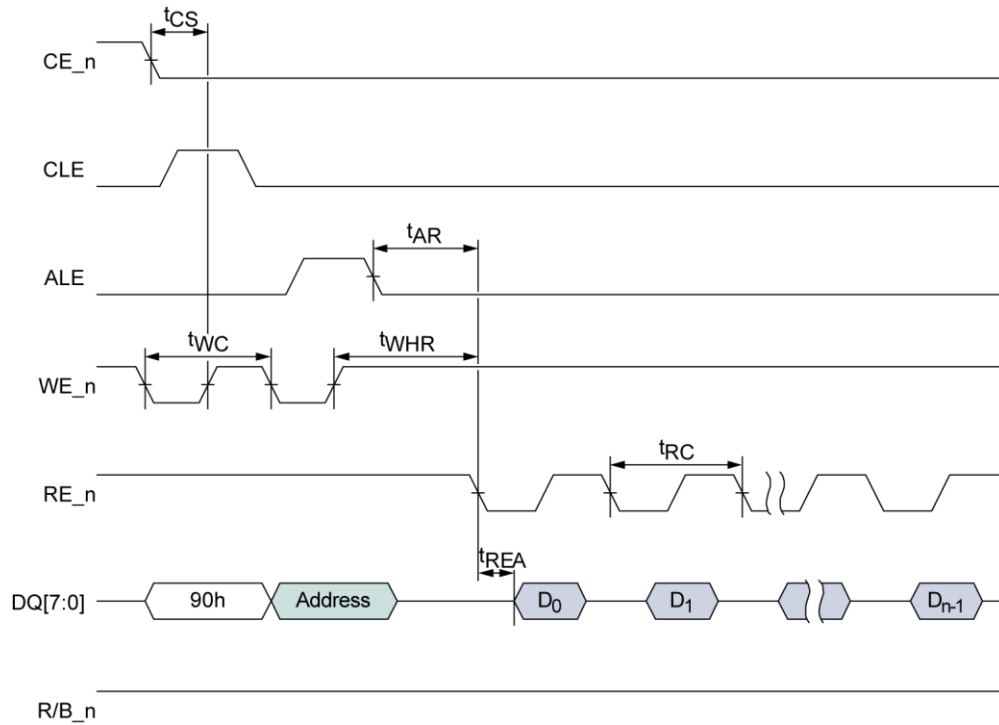 tCS
CE_n
CLE
tAR
ALE
tWC
tWHR
WE_n
tRC
RE_n
tREA
DQ[7:0] 90h Address D0 D1 Dn-1
R/B_n